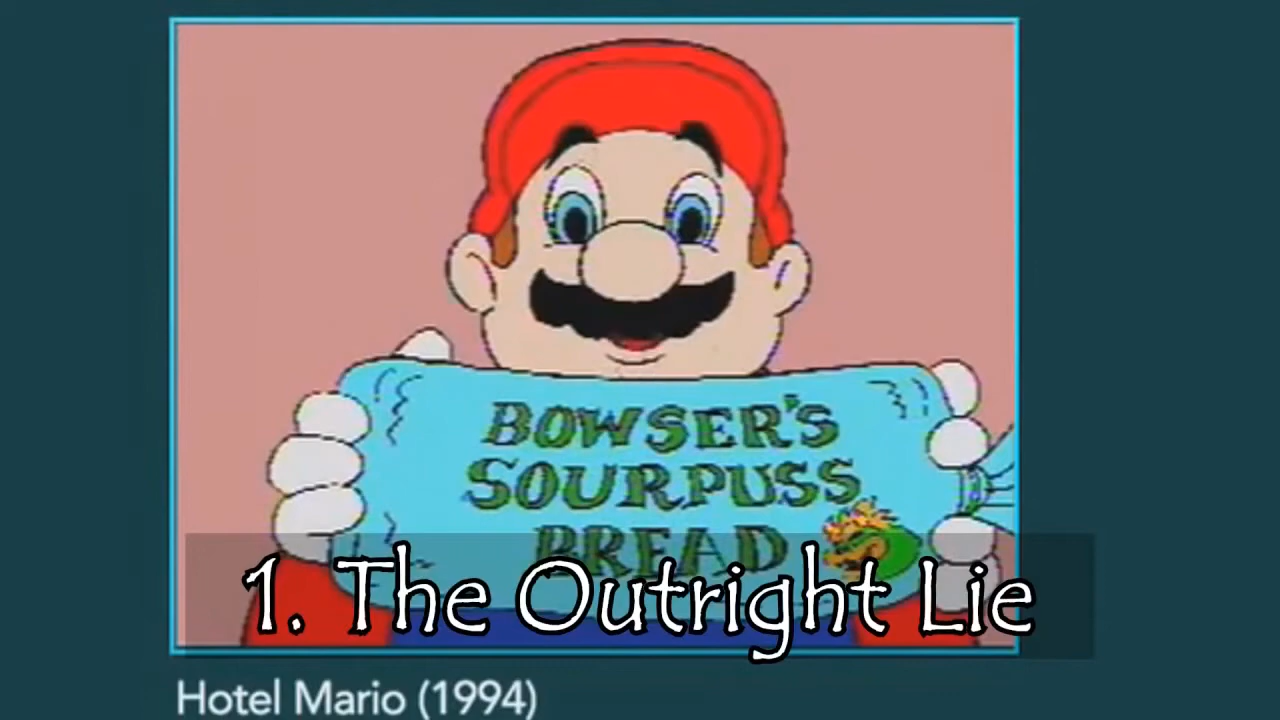 BOWSER'S
SOURPUSS
BREAD
1. The Outright Lie
Hotel Mario (1994)